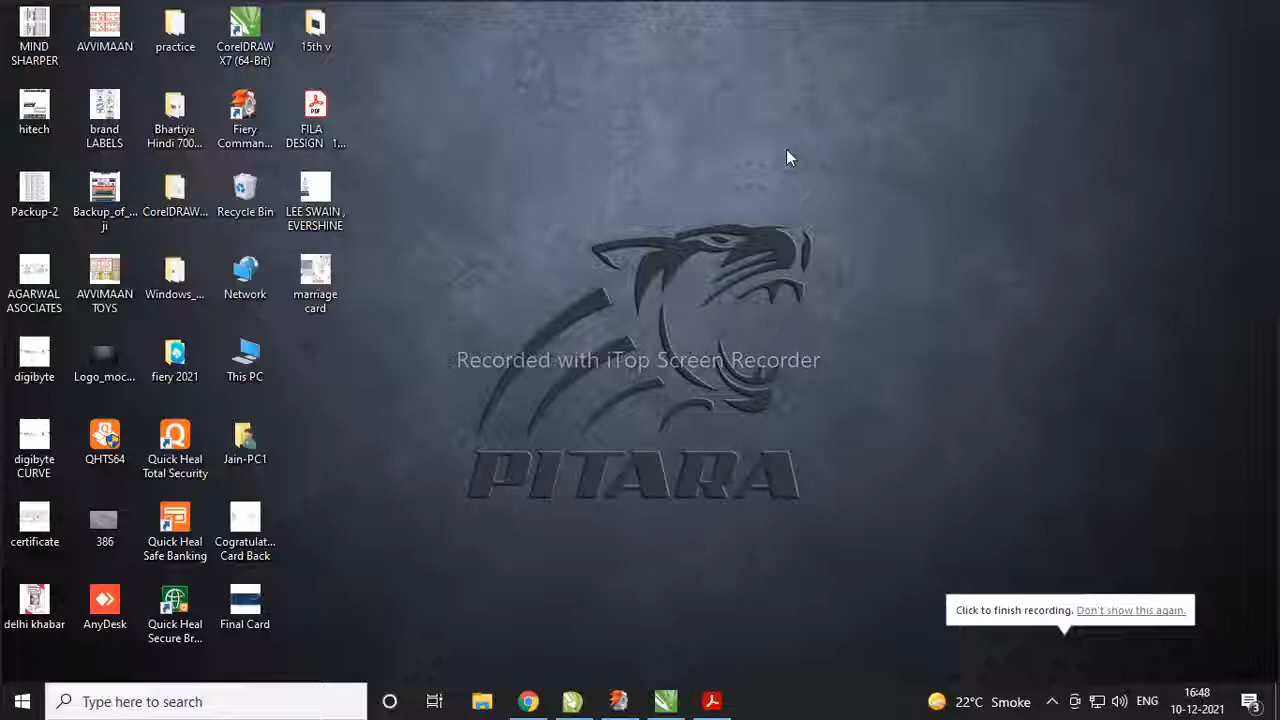 MIND
SHARPER
AVVIMAAN
practice
CorelDRAW
X7 (64-Bit)
15th v
hitech
brand
LABELS
Bhartiya
Hindi 700...
Fiery
Comman...
PDF
FILA
DESIGN 1...
Packup-2
Backup_of_...
ji
CorelDRAW...
Recycle Bin
LEE SWAIN ,
EVERSHINE
AGARWAL
ASOCIATES
AVVIMAAN
TOYS
Windows_...
Network
marriage
card
digibyte
Logo_moc...
fiery 2021
This PC
Recorded with iTop Screen Recorder
digibyte
CURVE
QHTS64
Quick Heal
Total Security
Jain-PC1
PITARA
certificate
386
Quick Heal
Safe Banking
Cogratulat...
Card Back
delhi khabar
AnyDesk
Quick Heal
Secure Br...
Final Card
Click to finish recording. Don't show this again.
Type here to search
22°C Smoke
ENG
16:48
10-12-2021
3